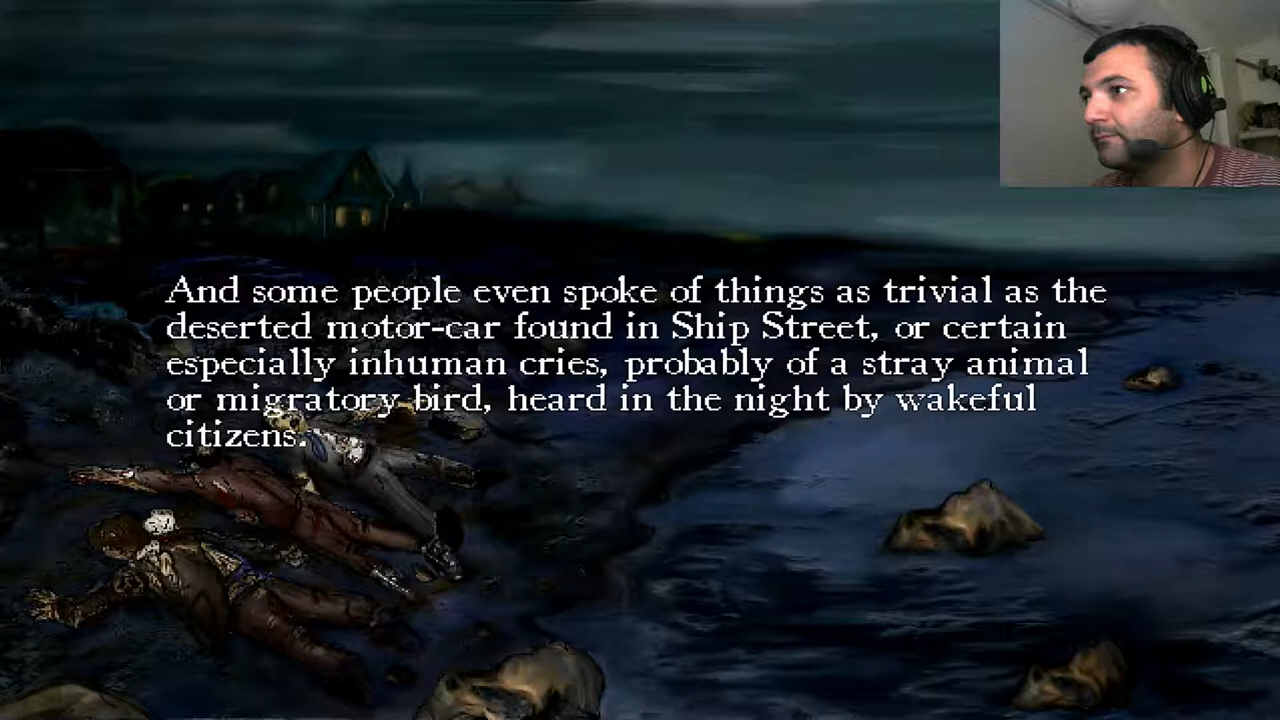 And some people even spoke of things as trivial as the
deserted motor-car found in Ship Street, or certain
especially inhuman cries, probably of a stray animal
or migratory bird, heard in the night by wakeful
citizens.